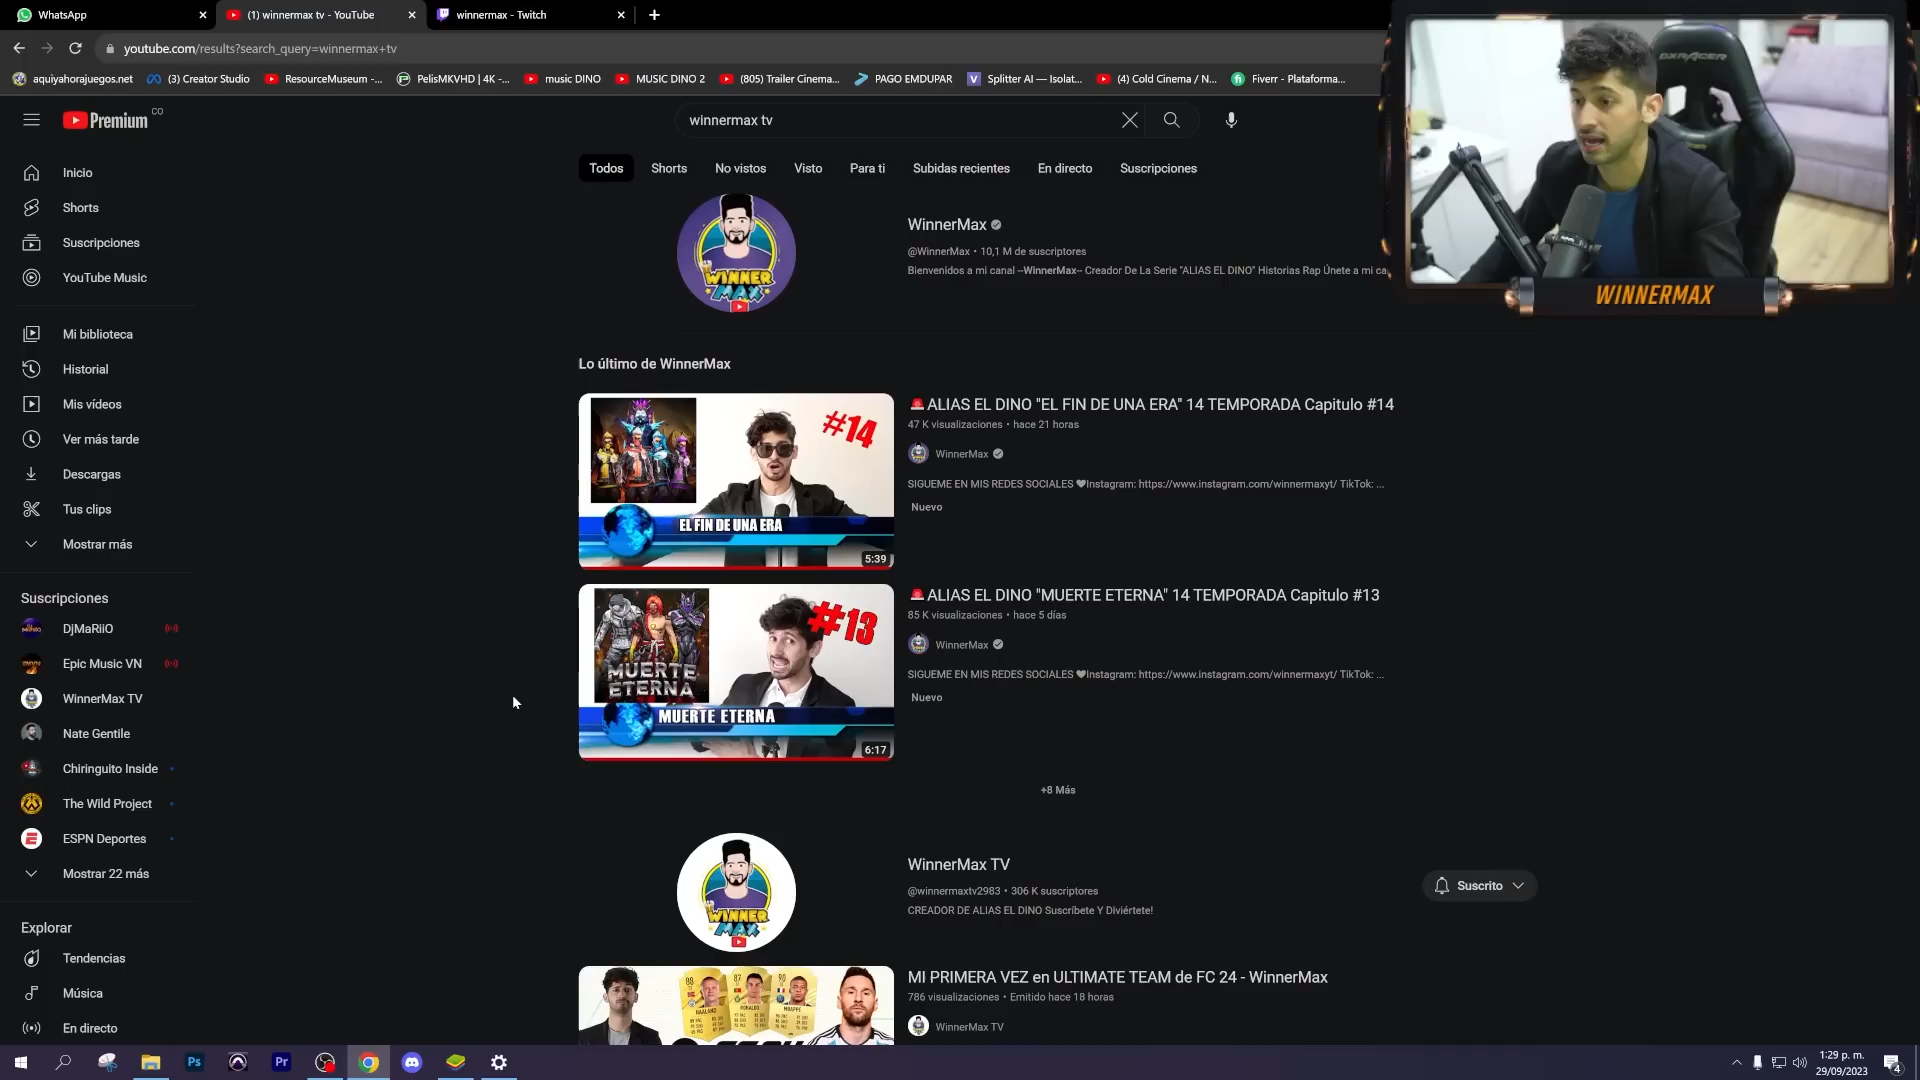 WhatsApp
(1) winnermax tv - YouTube
winnermax - Twitch
youtube.com/results?search_query=winnermax+tv
aquiyahorajuegos.net
(3) Creator Studio
ResourceMuseum -...
PelisMKVHD | 4K -...
music DINO
MUSIC DINO 2
(805) Trailer Cinema...
PAGO EMDUPAR
Splitter AI — Isolat...
(4) Cold Cinema / N...
Fiverr - Plataforma...
DXRACER
WINNERMAX
Premium CO
winnermax tv
Todos
Shorts
No vistos
Visto
Para ti
Subidas recientes
En directo
Suscripciones
Inicio
Shorts
Suscripciones
YouTube Music
Mi biblioteca
Historial
Mis vídeos
Ver más tarde
Descargas
Tus clips
Mostrar más
Suscripciones
DjMaRiiO
Epic Music VN
WinnerMax TV
Nate Gentile
Chiringuito Inside
The Wild Project
ESPN Deportes
Mostrar 22 más
Explorar
Tendencias
Música
En directo
WINNER
MAX
WinnerMax
@WinnerMax • 10,1 M de suscriptores
Bienvenidos a mi canal --WinnerMax-- Creador De La Serie "ALIAS EL DINO" Historias Rap Únete a mi ca
Lo último de WinnerMax
#14
EL FIN DE UNA ERA
5:39
ALIAS EL DINO "EL FIN DE UNA ERA" 14 TEMPORADA Capitulo #14
47 K visualizaciones • hace 21 horas
WinnerMax
SIGUEME EN MIS REDES SOCIALES ❤Instagram: https://www.instagram.com/winnermaxyt/ TikTok: ...
Nuevo
#13
MUERTE
ETERNA
MUERTE ETERNA
6:17
ALIAS EL DINO "MUERTE ETERNA" 14 TEMPORADA Capitulo #13
85 K visualizaciones • hace 5 días
WinnerMax
SIGUEME EN MIS REDES SOCIALES ❤Instagram: https://www.instagram.com/winnermaxyt/ TikTok: ...
Nuevo
+8 Más
WINNER
MAX
WinnerMax TV
@winnermaxtv2983 • 306 K suscriptores
CREADOR DE ALIAS EL DINO Suscríbete Y Diviértete!
Suscrito
88
HAALAND
87
RONALDO
90
MBAPPÉ
MI PRIMERA VEZ en ULTIMATE TEAM de FC 24 - WinnerMax
786 visualizaciones • Emitido hace 18 horas
WinnerMax TV
Ps
Pr
1:29 p. m.
29/09/2023
4